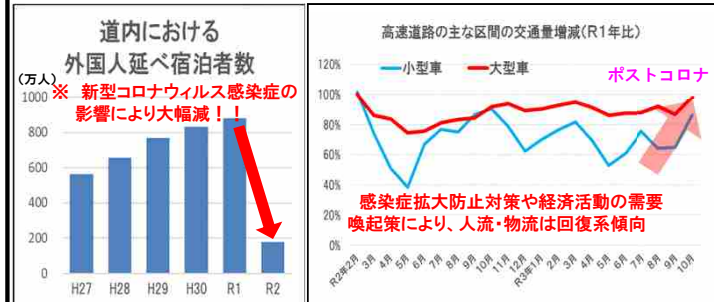 道内における
外国人延べ宿泊者数
(万人)
※ 新型コロナウィルス感染症の
影響により大幅減！！
1000
800
600
400
200
0
H27 H28 H29 H30 R1 R2
高速道路の主な区間の交通量増減(R1年比)
小型車 大型車
ポストコロナ
120%
100%
80%
60%
40%
20%
0%
感染症拡大防止対策や経済活動の需要
喚起策により、人流・物流は回復系傾向
R2年2月 3月 4月 5月 6月 7月 8月 9月 10月 11月 12月 R3年1月 2月 3月 4月 5月 6月 7月 8月 9月 10月